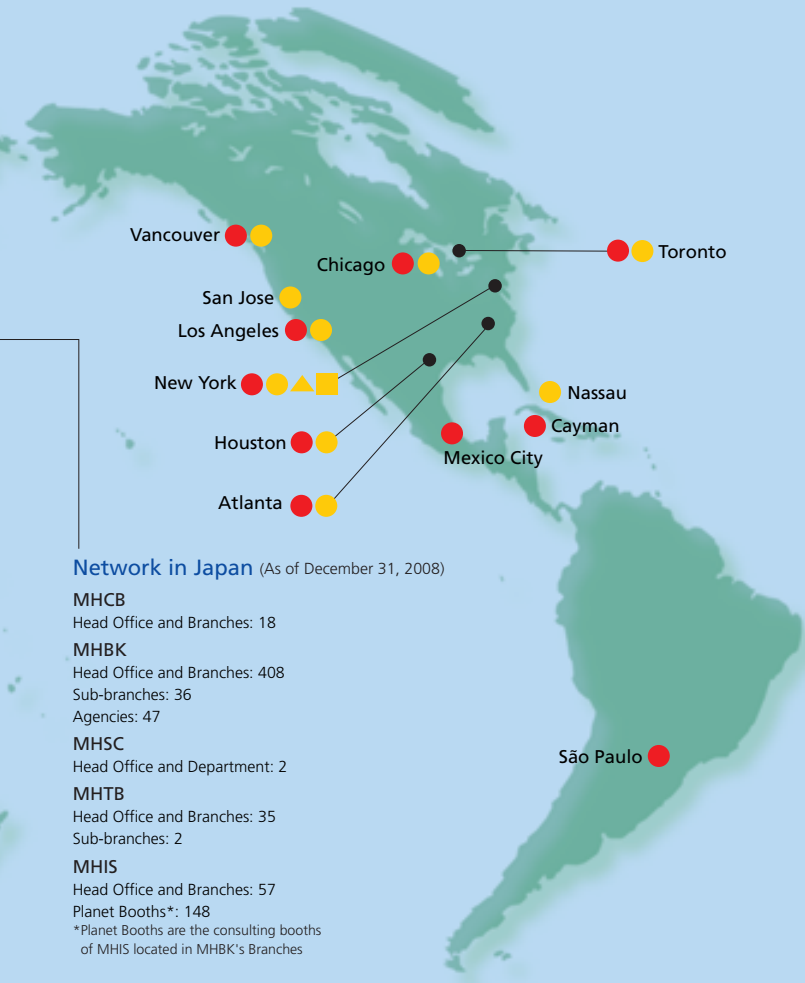 Vancouver
Chicago
Toronto
San Jose
Los Angeles
New York
Nassau
Cayman
Houston
Mexico City
Atlanta
Network in Japan (As of December 31, 2008)
MHCB
Head Office and Branches: 18
MHBK
Head Office and Branches: 408
Sub-branches: 36
Agencies: 47
MHSC
Head Office and Department: 2
MHTB
Head Office and Branches: 35
Sub-branches: 2
MHIS
Head Office and Branches: 57
Planet Booths*: 148
*Planet Booths are the consulting booths
of MHIS located in MHBK's Branches
São Paulo